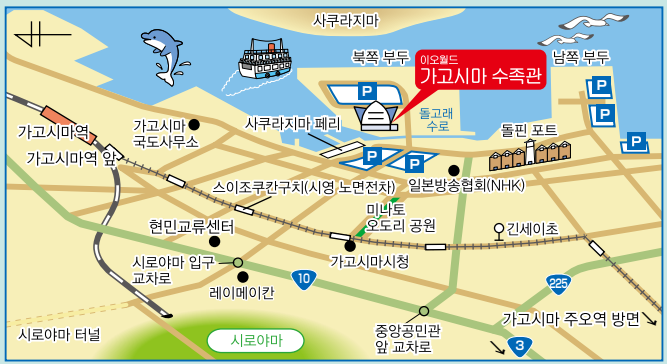 사쿠라지마
북쪽 부두
이오월드
가고시마 수족관
남쪽 부두
P
P
P
P
P
P
돌고래
수로
돌핀 포트
사쿠라지마 페리
가고시마
국도사무소
가고시마역
가고시마역 앞
일본방송협회(NHK)
스이조쿠칸구치(시영 노면전차)
미나토
오도리 공원
긴세이초
현민교류센터
가고시마시청
시로야마 입구
교차로
레이메이칸
10
225
시로야마 터널
시로야마
중앙공민관
앞 교차로
가고시마 주오역 방면
3